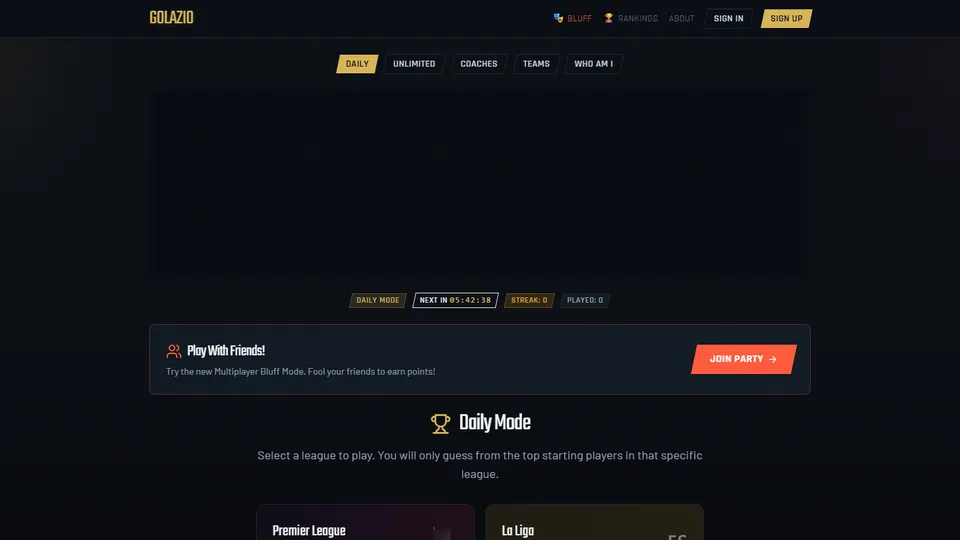 GOLAZIO
BLUFF
RANKINGS
ABOUT
SIGN IN
SIGN UP
DAILY
UNLIMITED
COACHES
TEAMS
WHO AM I
DAILY MODE
NEXT IN 05:42:38
STREAK: 0
PLAYED: 0
Play With Friends!
Try the new Multiplayer Bluff Mode. Fool your friends to earn points!
JOIN PARTY →
Daily Mode
Select a league to play. You will only guess from the top starting players in that specific
league.
Premier League
La Liga
ES